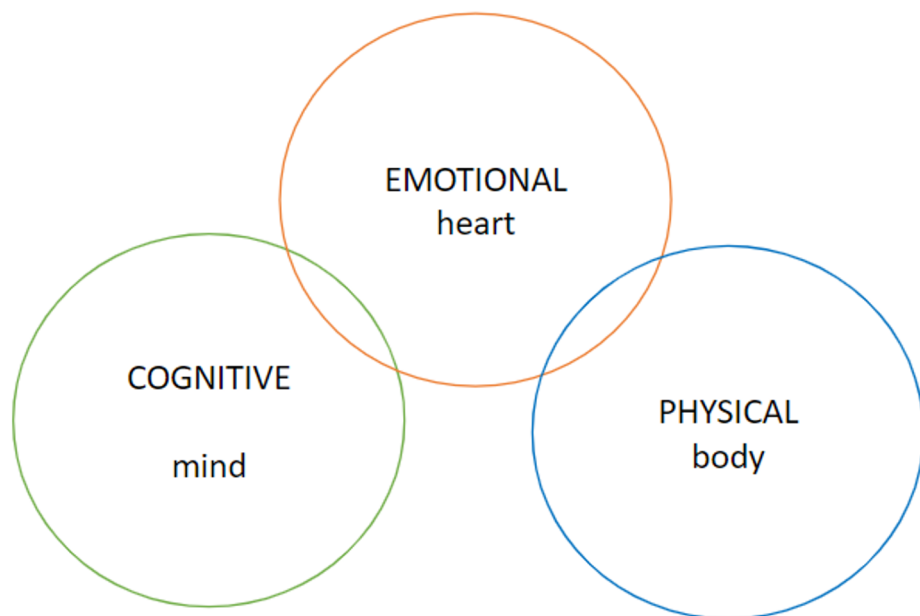 EMOTIONAL
heart
COGNITIVE
mind
PHYSICAL
body